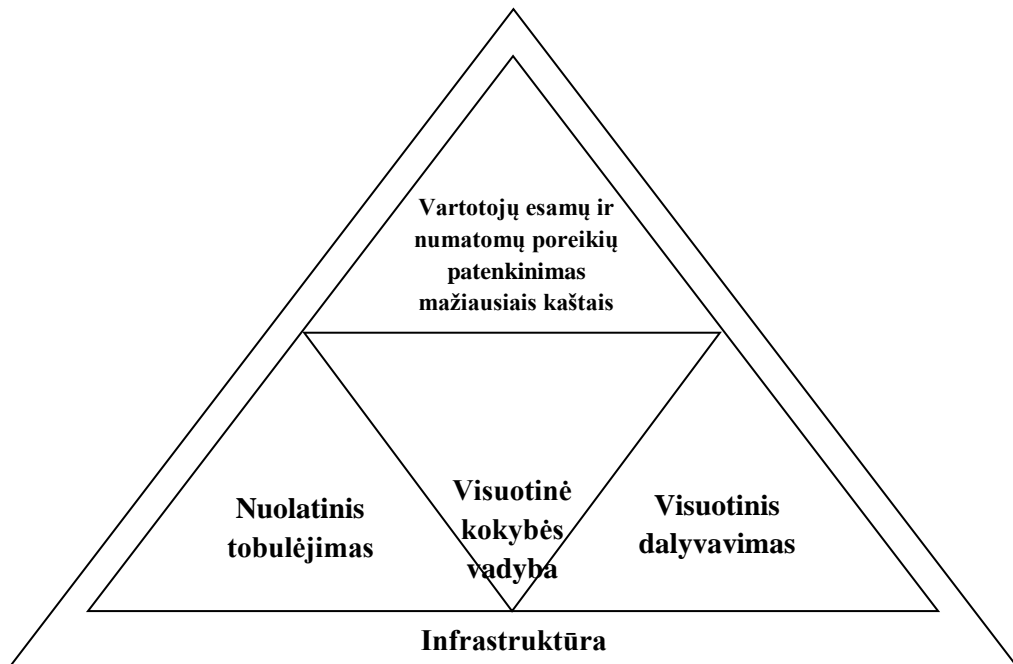 Vartotojų esamų ir
numatomų poreikių
patenkinimas
mažiausiais kaštais
Nuolatinis
tobulėjimas
Visuotinė
kokybės
vadyba
Visuotinis
dalyvavimas
Infrastruktūra